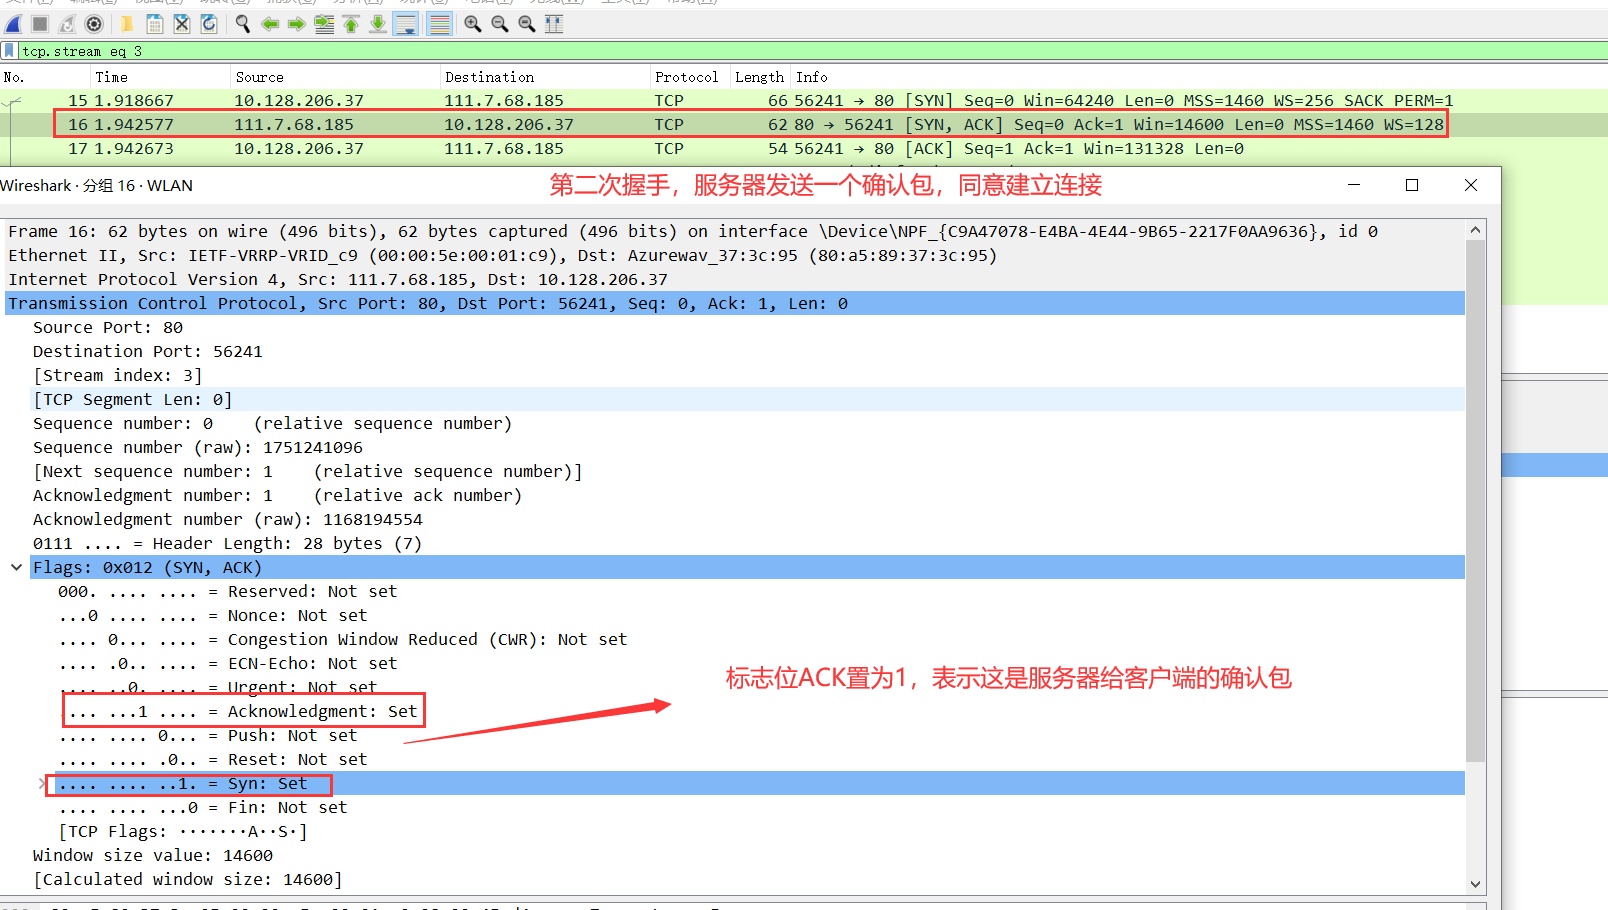 tcp.stream eq 3
No. Time Source Destination Protocol Length Info
15 1.918667 10.128.206.37 111.7.68.185 TCP 66 56241 → 80 [SYN] Seq=0 Win=64240 Len=0 MSS=1460 WS=256 SACK_PERM=1
16 1.942577 111.7.68.185 10.128.206.37 TCP 62 80 → 56241 [SYN, ACK] Seq=0 Ack=1 Win=14600 Len=0 MSS=1460 WS=128
17 1.942673 10.128.206.37 111.7.68.185 TCP 54 56241 → 80 [ACK] Seq=1 Ack=1 Win=131328 Len=0
Wireshark · 分组 16 · WLAN
第二次握手，服务器发送一个确认包，同意建立连接
Frame 16: 62 bytes on wire (496 bits), 62 bytes captured (496 bits) on interface \Device\NPF_{C9A47078-E4BA-4E44-9B65-2217F0AA9636}, id 0
Ethernet II, Src: IETF-VRRP-VRID_c9 (00:00:5e:00:01:c9), Dst: Azurewav_37:3c:95 (80:a5:89:37:3c:95)
Internet Protocol Version 4, Src: 111.7.68.185, Dst: 10.128.206.37
Transmission Control Protocol, Src Port: 80, Dst Port: 56241, Seq: 0, Ack: 1, Len: 0
Source Port: 80
Destination Port: 56241
[Stream index: 3]
[TCP Segment Len: 0]
Sequence number: 0    (relative sequence number)
Sequence number (raw): 1751241096
[Next sequence number: 1    (relative sequence number)]
Acknowledgment number: 1    (relative ack number)
Acknowledgment number (raw): 1168194554
0111 .... = Header Length: 28 bytes (7)
Flags: 0x012 (SYN, ACK)
000. .... .... = Reserved: Not set
...0 .... .... = Nonce: Not set
.... 0... .... = Congestion Window Reduced (CWR): Not set
.... .0.. .... = ECN-Echo: Not set
.... ..0. .... = Urgent: Not set
标志位ACK置为1，表示这是服务器给客户端的确认包
.... ...1 .... = Acknowledgment: Set
.... .... 0... = Push: Not set
.... .... .0.. = Reset: Not set
.... .... ..1. = Syn: Set
.... .... ...0 = Fin: Not set
[TCP Flags: ·······A··S·]
Window size value: 14600
[Calculated window size: 14600]